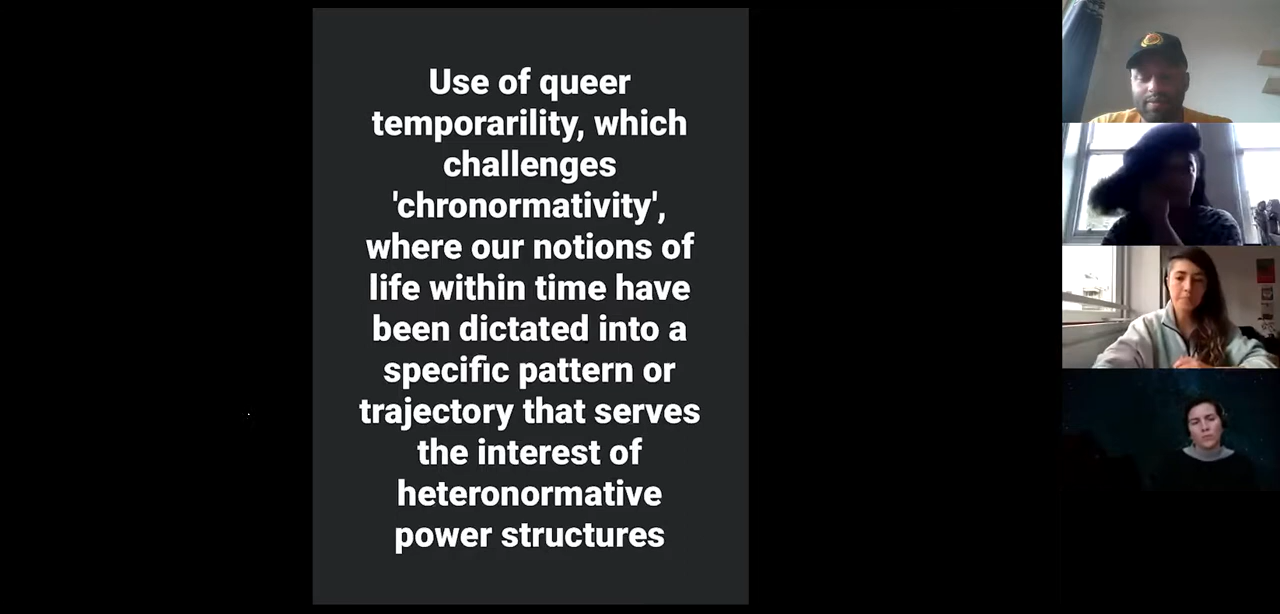 Use of queer
temporarility, which
challenges
'chronormativity',
where our notions of
life within time have
been dictated into a
specific pattern or
trajectory that serves
the interest of
heteronormative
power structures